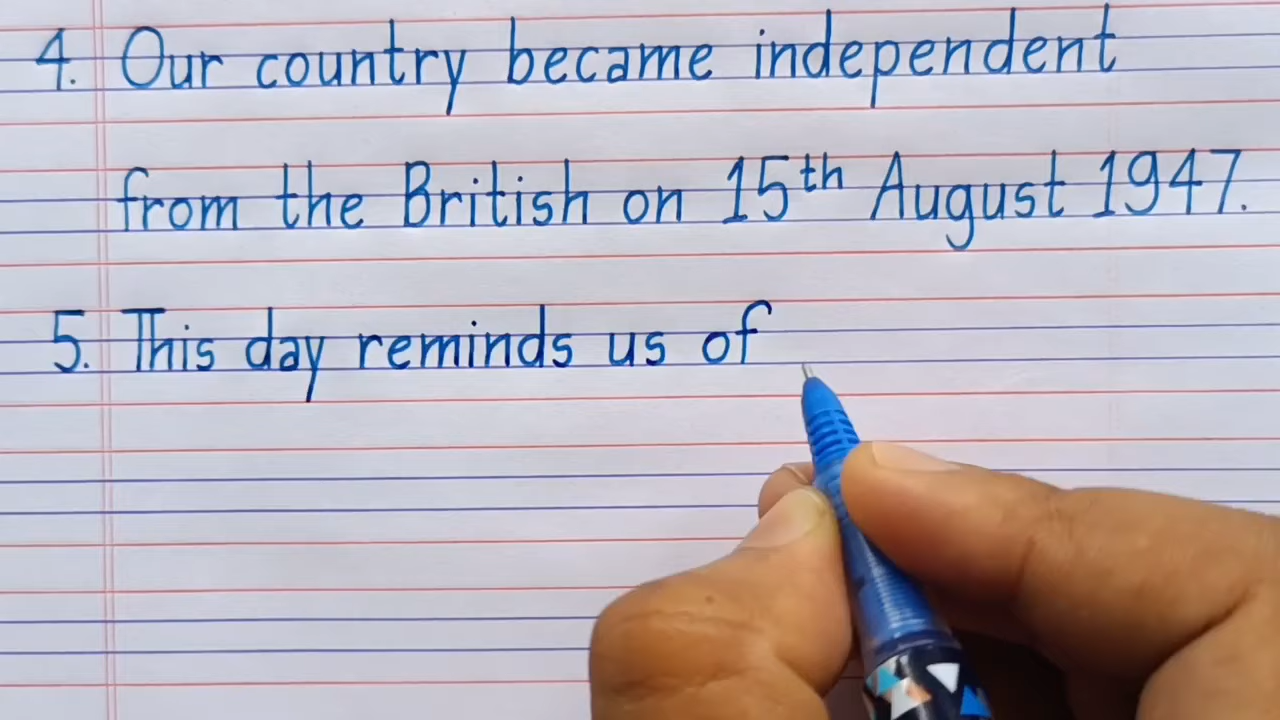 4. Our country became independent
from the British on 15th August 1947.
5. This day reminds us of